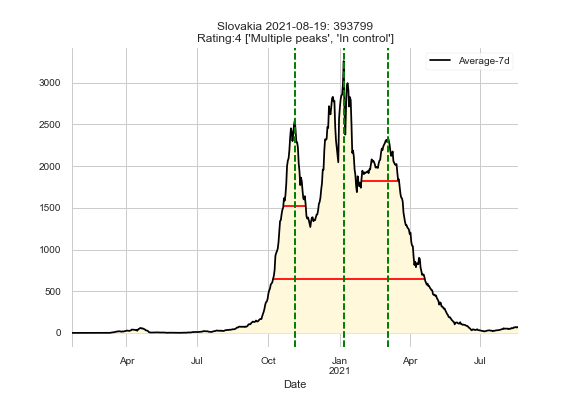 Slovakia 2021-08-19: 393799
Rating:4 ['Multiple peaks', 'In control']
Average-7d
3000
2500
2000
1500
1000
500
0
Apr
Jul
Oct
Jan
2021
Apr
Jul
Date